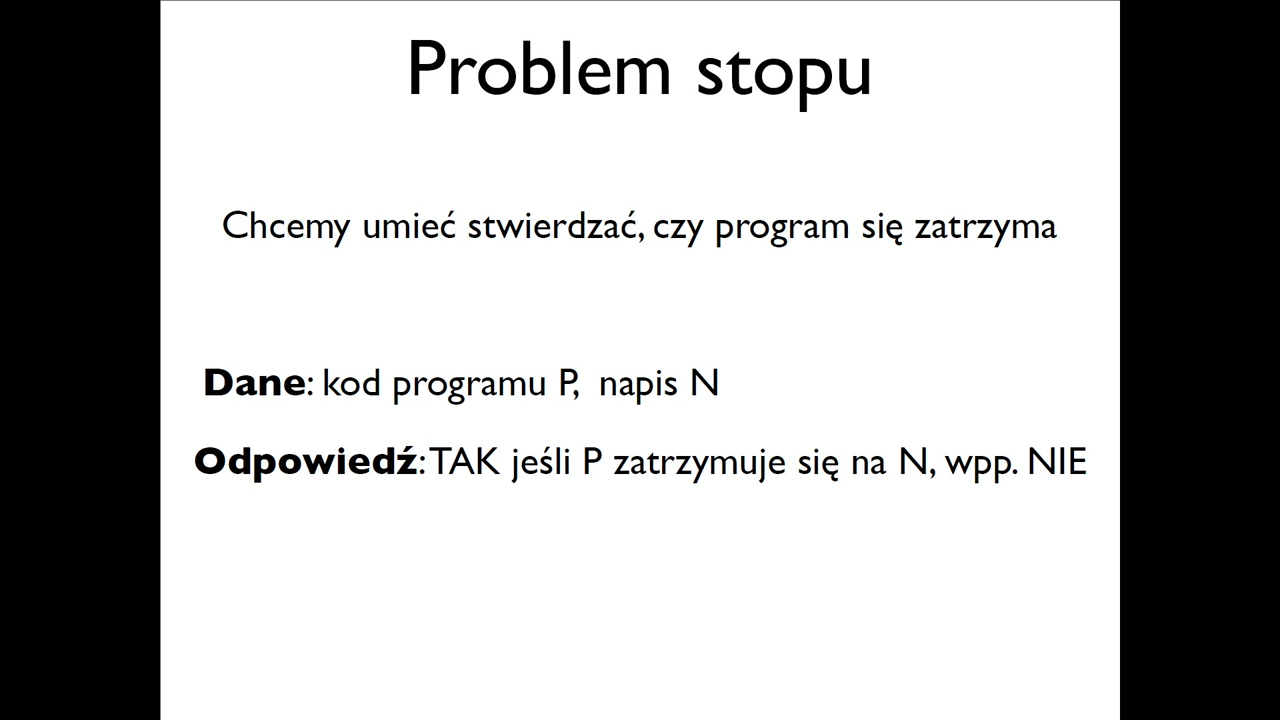 Problem stopu
Chcemy umieć stwierdzać, czy program się zatrzyma
Dane: kod programu P, napis N
Odpowiedź: TAK jeśli P zatrzymuje się na N, wpp. NIE